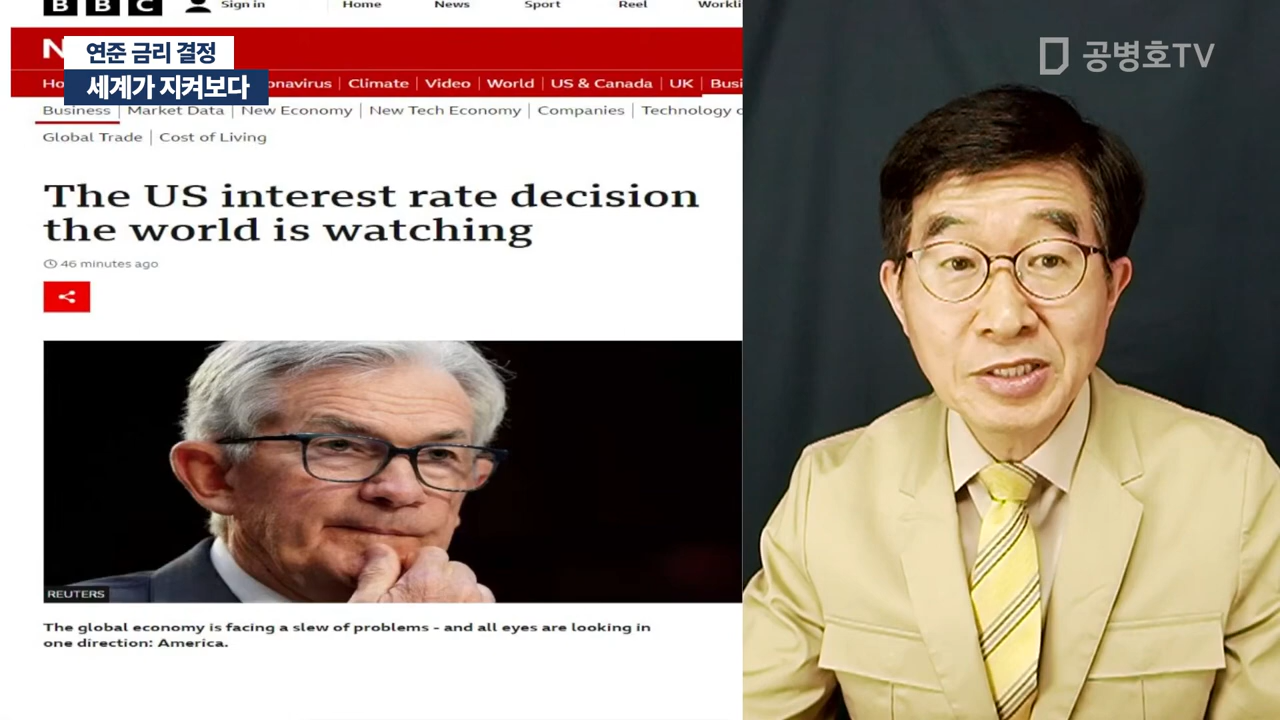 BBC
Sign in
Home
News
Sport
Reel
연준 금리 결정
세계가 지켜보다
공병호TV
Climate
Video
World
US & Canada
UK
Business
Market Data
New Economy
New Tech Economy
Companies
Technology
Global Trade
Cost of Living
The US interest rate decision
the world is watching
46 minutes ago
REUTERS
The global economy is facing a slew of problems - and all eyes are looking in
one direction: America.